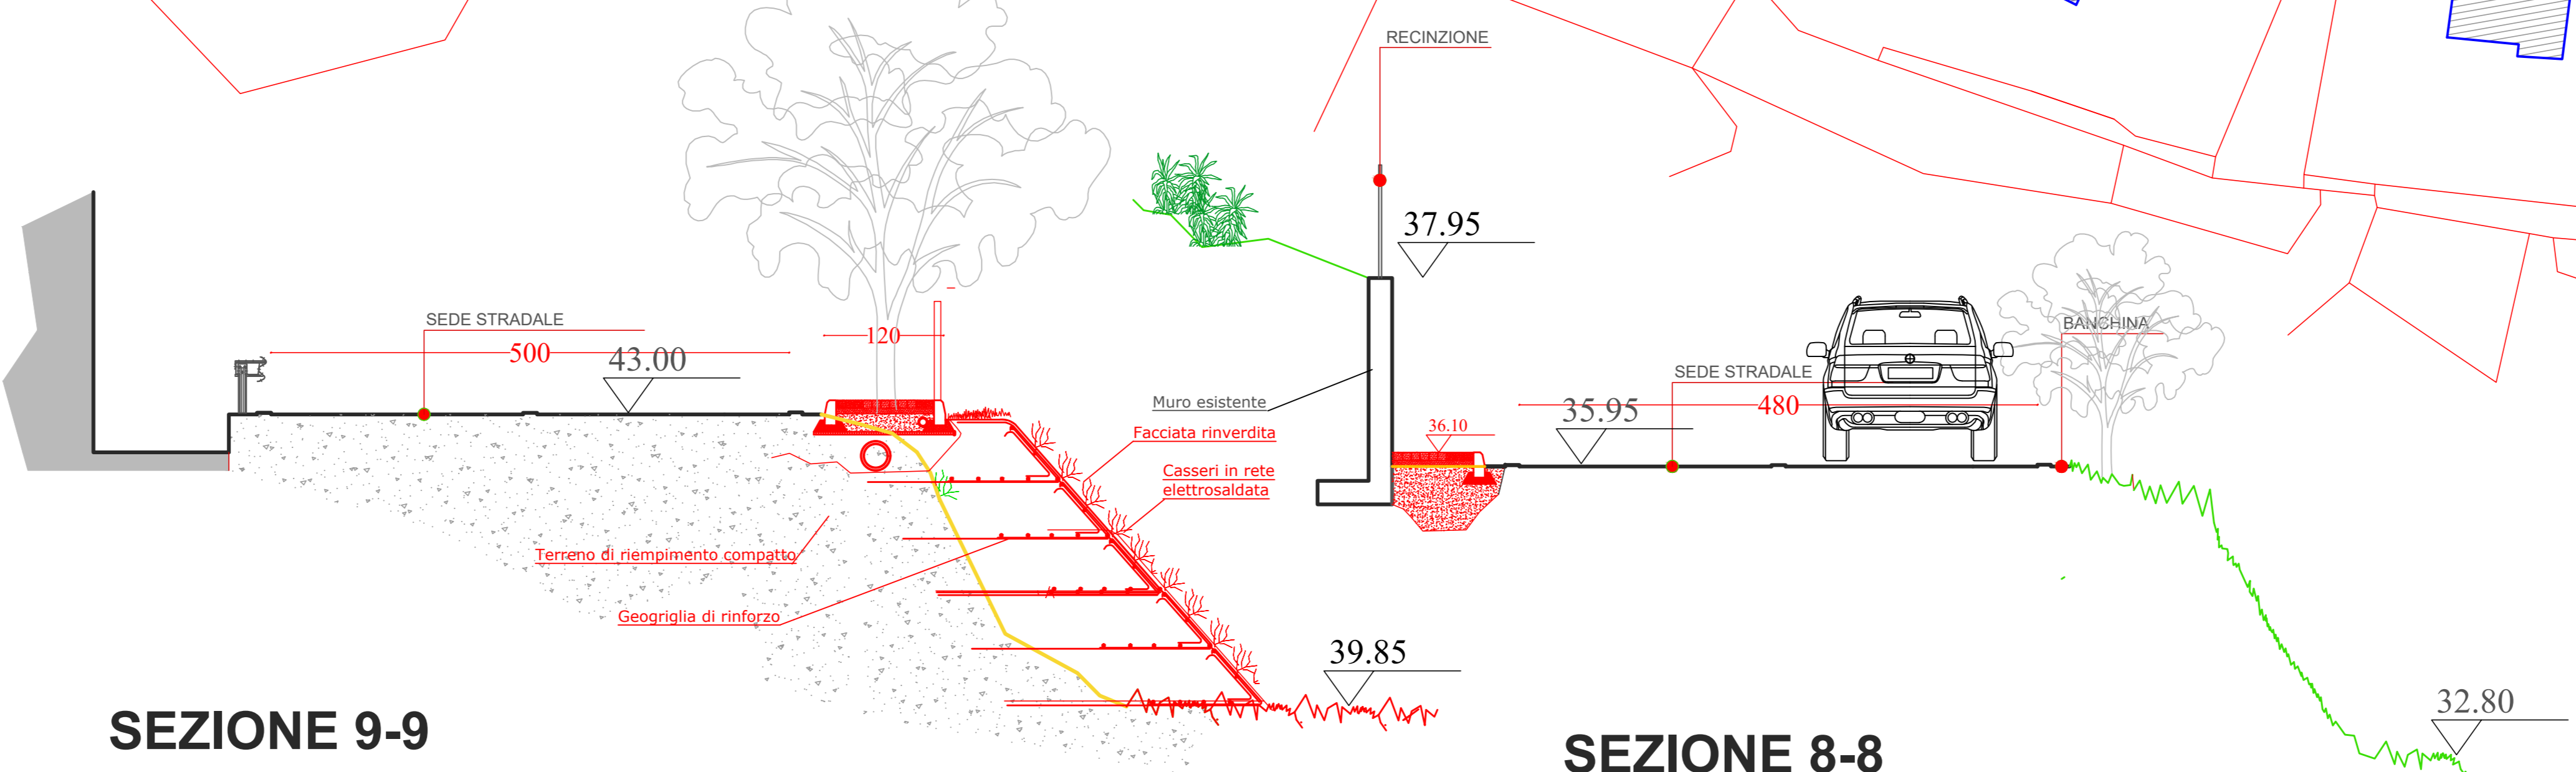 SEDE STRADALE
500
43.00
120
Facciata rinverdita
Casseri in rete
elettrosaldata
Terreno di riempimento compatto
Geogriglia di rinforzo
39.85
SEZIONE 9-9
RECINZIONE
37.95
Muro esistente
36.10
35.95
SEDE STRADALE
480
BANCHINA
32.80
SEZIONE 8-8